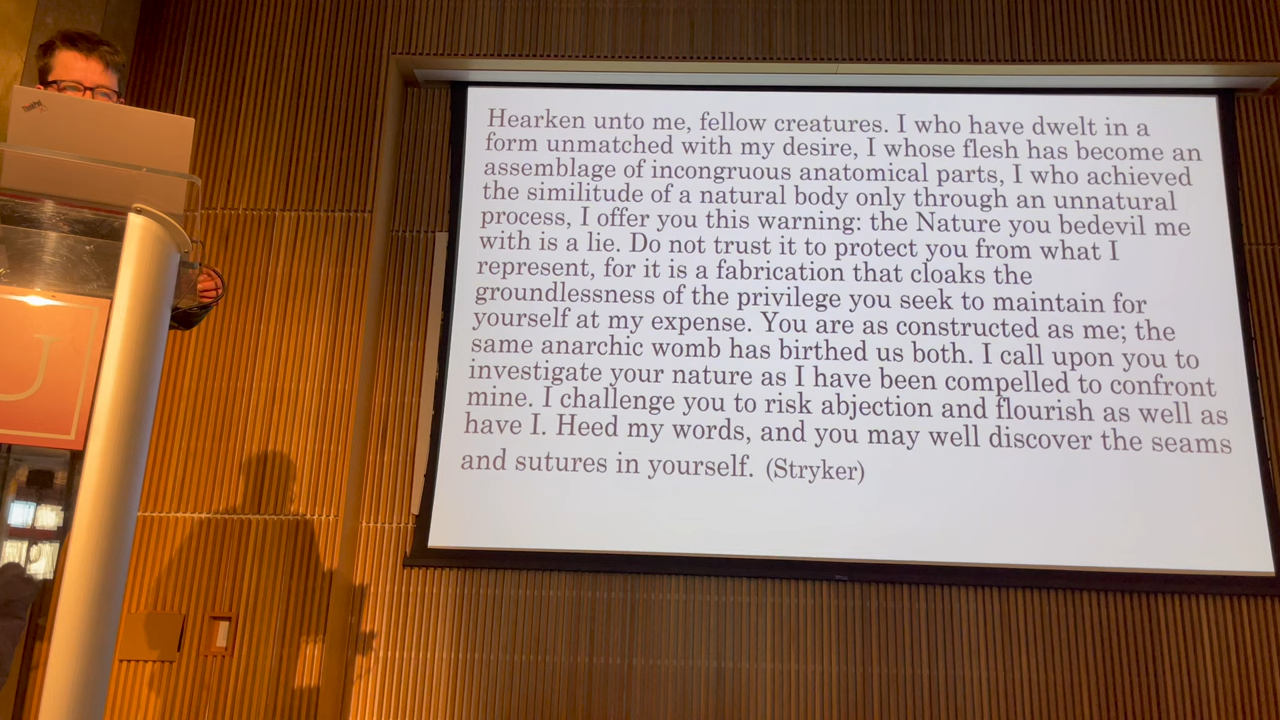 ThinkPad
U
Hearken unto me, fellow creatures. I who have dwelt in a
form unmatched with my desire, I whose flesh has become an
assemblage of incongruous anatomical parts, I who achieved
the similitude of a natural body only through an unnatural
process, I offer you this warning: the Nature you bedevil me
with is a lie. Do not trust it to protect you from what I
represent, for it is a fabrication that cloaks the
groundlessness of the privilege you seek to maintain for
yourself at my expense. You are as constructed as me; the
same anarchic womb has birthed us both. I call upon you to
investigate your nature as I have been compelled to confront
mine. I challenge you to risk abjection and flourish as well as
have I. Heed my words, and you may well discover the seams
and sutures in yourself. (Stryker)